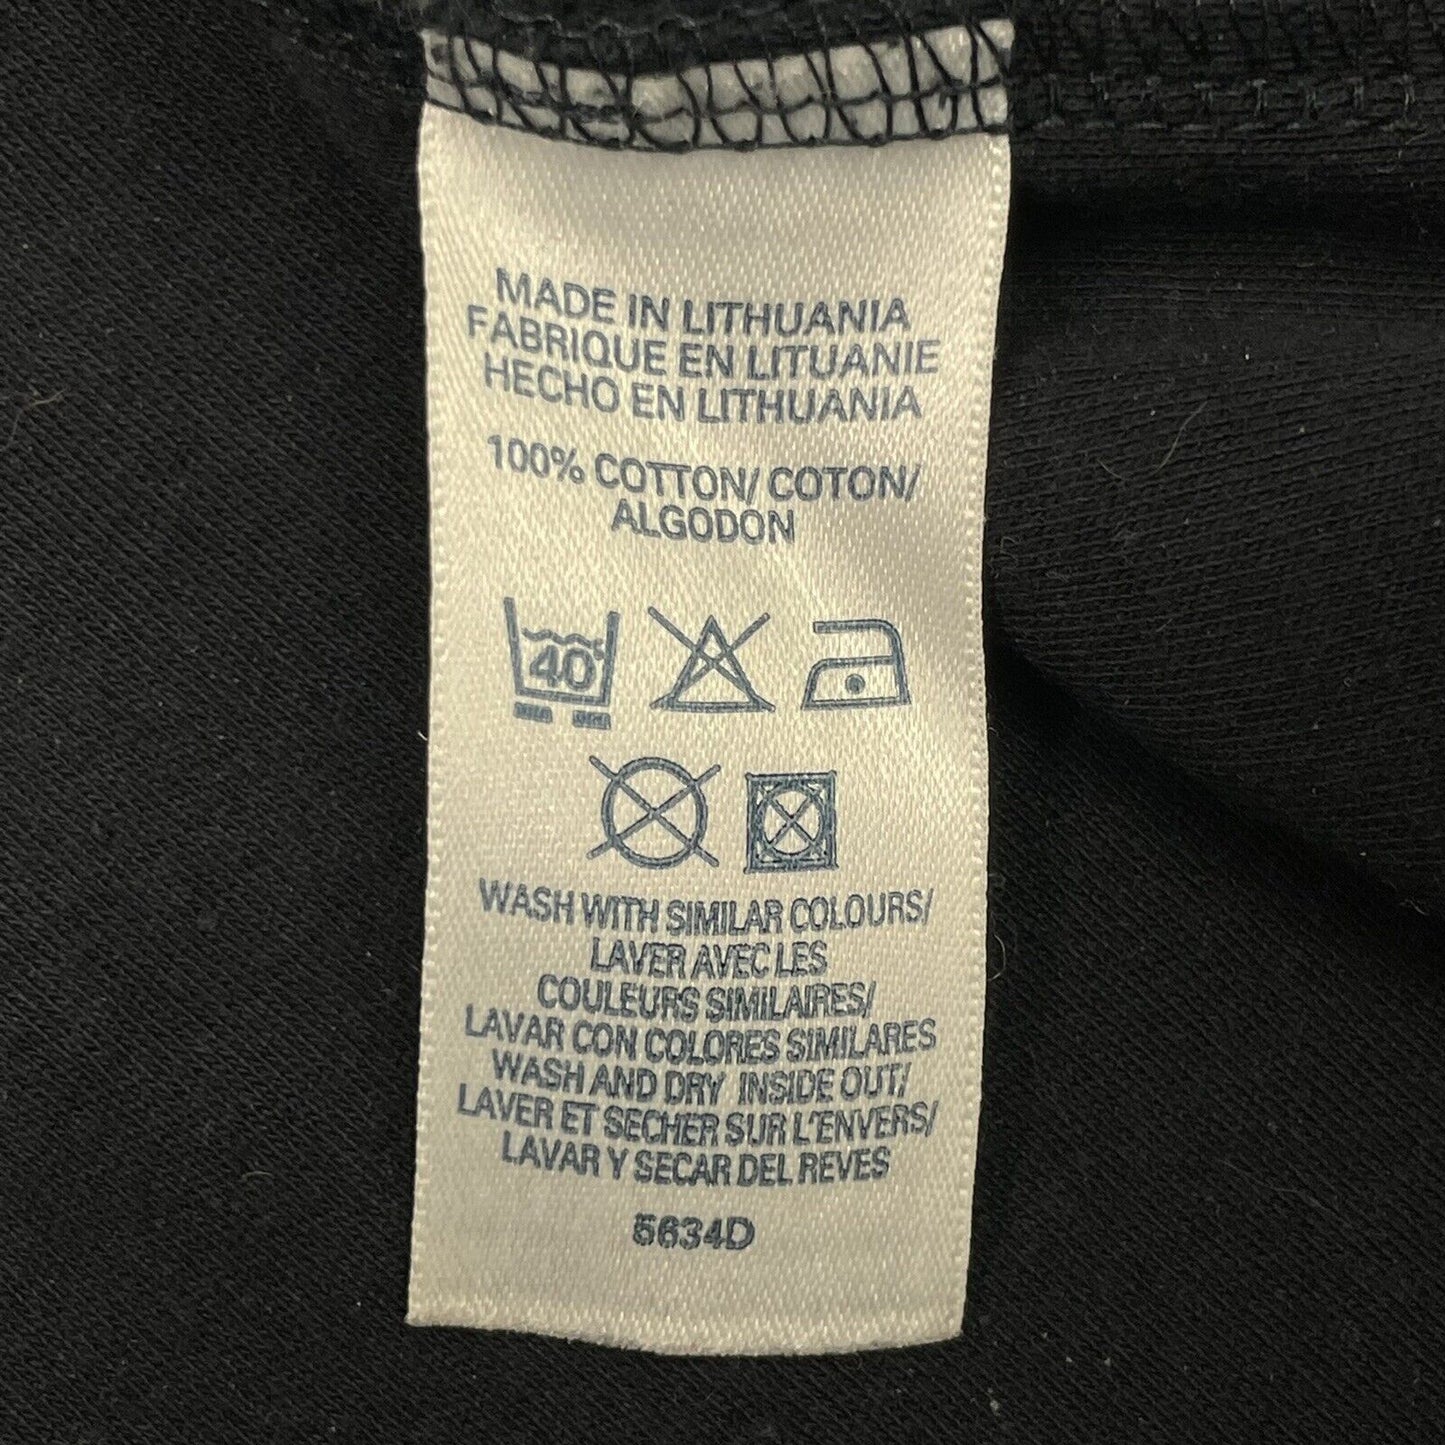 MADE IN LITHUANIA
FABRIQUE EN LITUANIE
HECHO EN LITHUANIA
100% COTTON/ COTON/
ALGODON
40°
WASH WITH SIMILAR COLOURS/
LAVER AVEC LES
COULEURS SIMILAIRES/
LAVAR CON COLORES SIMILARES
WASH AND DRY INSIDE OUT/
LAVER ET SECHER SUR L'ENVERS/
LAVAR Y SECAR DEL REVES
5634D